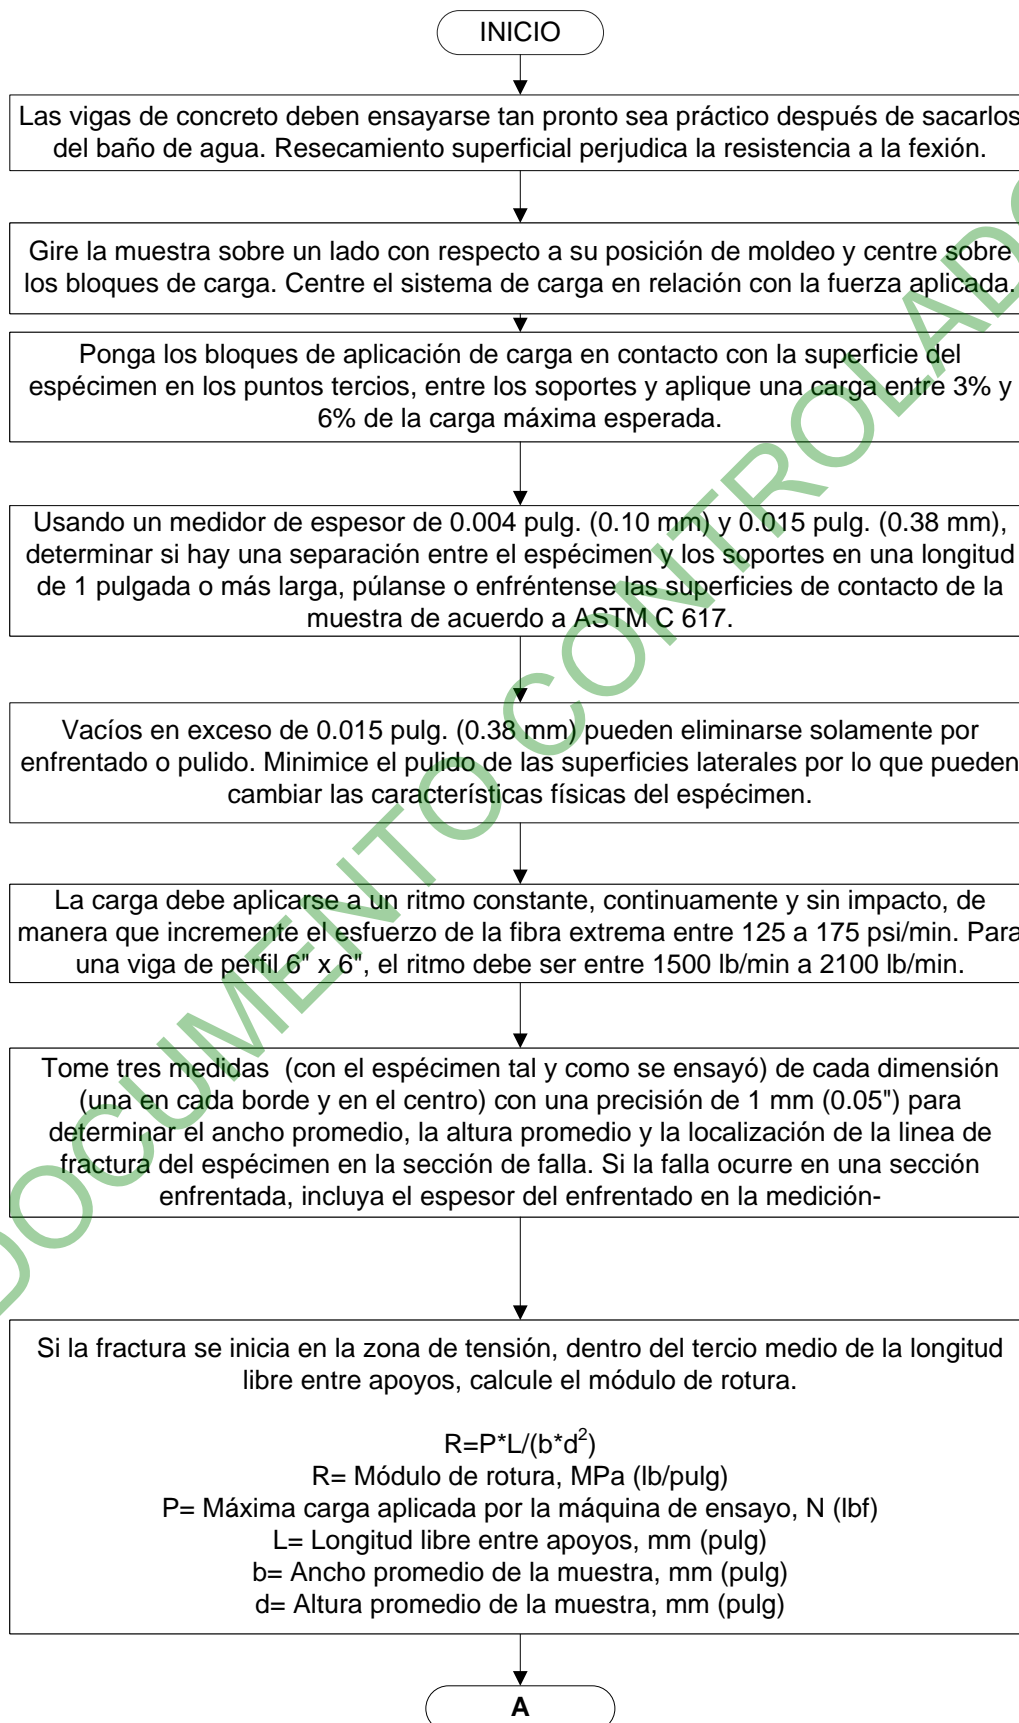 INICIO
Las vigas de concreto deben ensayarse tan pronto sea práctico después de sacarlos
del baño de agua. Resecamiento superficial perjudica la resistencia a la fexión.
Gire la muestra sobre un lado con respecto a su posición de moldeo y centre sobre
los bloques de carga. Centre el sistema de carga en relación con la fuerza aplicada.
Ponga los bloques de aplicación de carga en contacto con la superficie del
espécimen en los puntos tercios, entre los soportes y aplique una carga entre 3% y
6% de la carga máxima esperada.
Usando un medidor de espesor de 0.004 pulg. (0.10 mm) y 0.015 pulg. (0.38 mm),
determinar si hay una separación entre el espécimen y los soportes en una longitud
de 1 pulgada o más larga, púlanse o enfréntense las superficies de contacto de la
muestra de acuerdo a ASTM C 617.
Vacíos en exceso de 0.015 pulg. (0.38 mm) pueden eliminarse solamente por
enfrentado o pulido. Minimice el pulido de las superficies laterales por lo que pueden
cambiar las características físicas del espécimen.
La carga debe aplicarse a un ritmo constante, continuamente y sin impacto, de
manera que incremente el esfuerzo de la fibra extrema entre 125 a 175 psi/min. Para
una viga de perfil 6" x 6", el ritmo debe ser entre 1500 lb/min a 2100 lb/min.
Tome tres medidas (con el espécimen tal y como se ensayó) de cada dimensión
(una en cada borde y en el centro) con una precisión de 1 mm (0.05") para
determinar el ancho promedio, la altura promedio y la localización de la linea de
fractura del espécimen en la sección de falla. Si la falla ocurre en una sección
enfrentada, incluya el espesor del enfrentado en la medición-
Si la fractura se inicia en la zona de tensión, dentro del tercio medio de la longitud
libre entre apoyos, calcule el módulo de rotura.
R=P*L/(b*d²)
R= Módulo de rotura, MPa (lb/pulg)
P= Máxima carga aplicada por la máquina de ensayo, N (lbf)
L= Longitud libre entre apoyos, mm (pulg)
b= Ancho promedio de la muestra, mm (pulg)
d= Altura promedio de la muestra, mm (pulg)
A
DOCUMENTO CONTROLADO